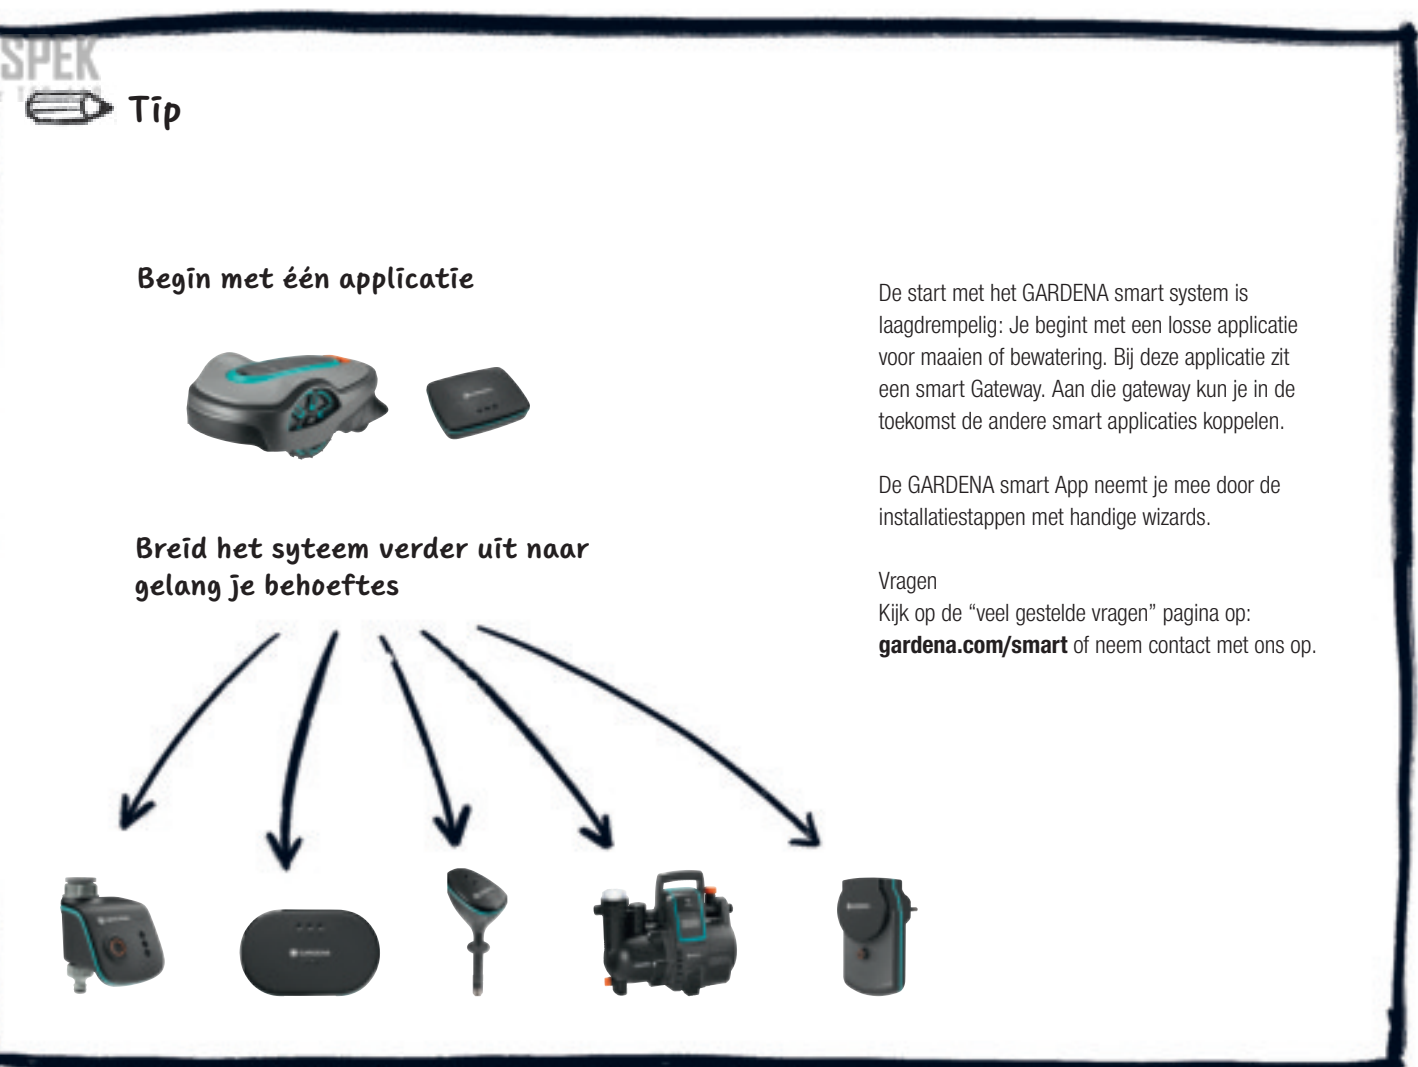 SPEK
Tip
Begin met één applicatie
Breid het syteem verder uit naar
gelang je behoeftes
De start met het GARDENA smart system is
laagdrempelig: Je begint met een losse applicatie
voor maaien of bewatering. Bij deze applicatie zit
een smart Gateway. Aan die gateway kun je in de
toekomst de andere smart applicaties koppelen.
De GARDENA smart App neemt je mee door de
installatiestappen met handige wizards.
Vragen
Kijk op de “veel gestelde vragen” pagina op:
gardena.com/smart of neem contact met ons op.
GARDENA